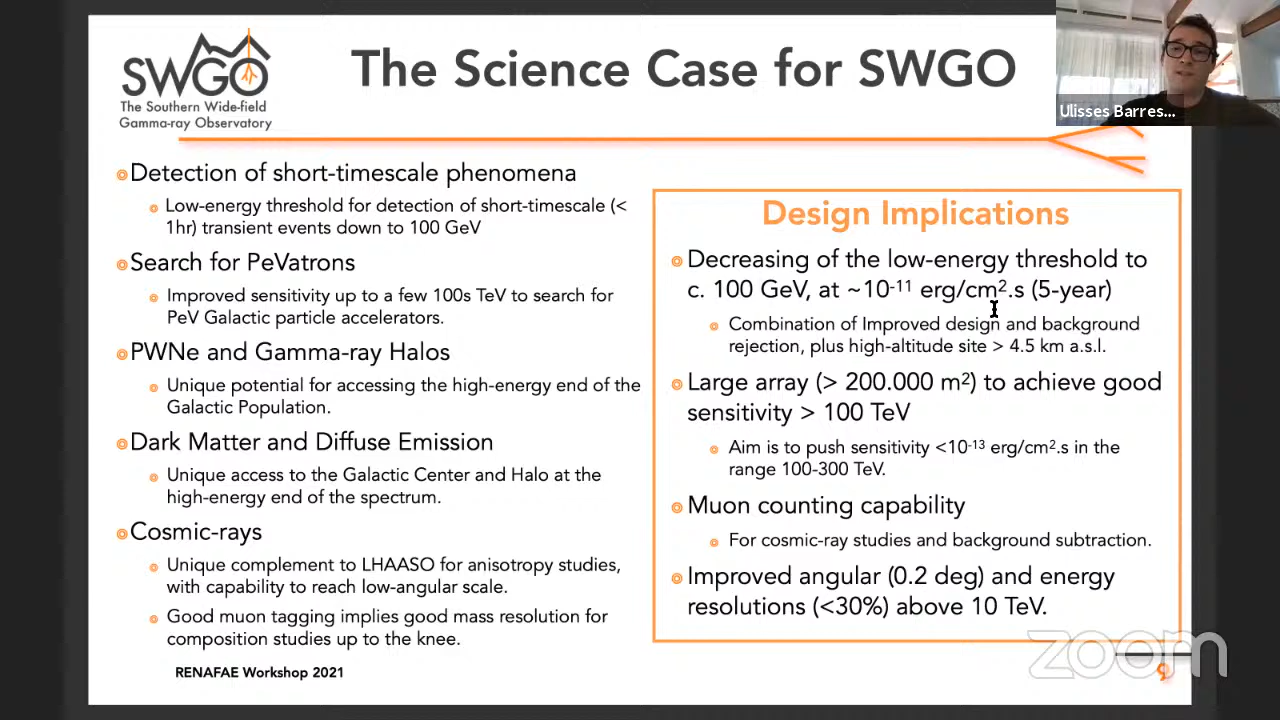 SWGO
The Southern Wide-field
Gamma-ray Observatory
The Science Case for SWGO
Ulisses Barres...
Detection of short-timescale phenomena
Low-energy threshold for detection of short-timescale (<
1hr) transient events down to 100 GeV
Search for PeVatrons
Improved sensitivity up to a few 100s TeV to search for
PeV Galactic particle accelerators.
PWNe and Gamma-ray Halos
Unique potential for accessing the high-energy end of the
Galactic Population.
Dark Matter and Diffuse Emission
Unique access to the Galactic Center and Halo at the
high-energy end of the spectrum.
Cosmic-rays
Unique complement to LHAASO for anisotropy studies,
with capability to reach low-angular scale.
Good muon tagging implies good mass resolution for
composition studies up to the knee.
Design Implications
Decreasing of the low-energy threshold to
c. 100 GeV, at ~10⁻¹¹ erg/cm².s (5-year)
Combination of Improved design and background
rejection, plus high-altitude site > 4.5 km a.s.l.
Large array (> 200.000 m²) to achieve good
sensitivity > 100 TeV
Aim is to push sensitivity <10⁻¹³ erg/cm².s in the
range 100-300 TeV.
Muon counting capability
For cosmic-ray studies and background subtraction.
Improved angular (0.2 deg) and energy
resolutions (<30%) above 10 TeV.
RENAFAE Workshop 2021
zoom